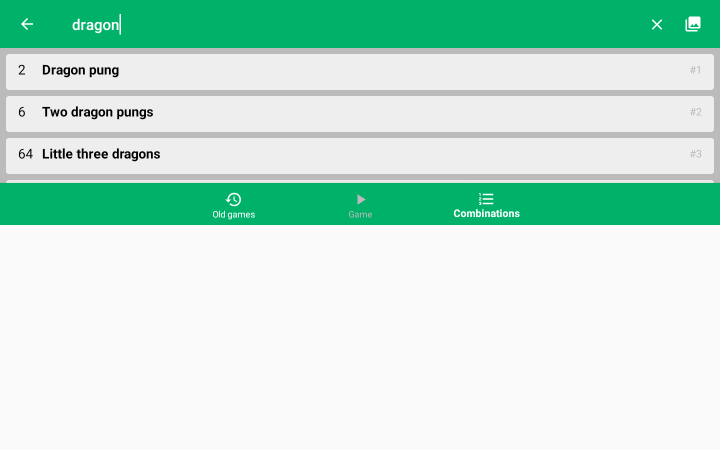 dragon
2 Dragon pung #1
6 Two dragon pungs #2
64 Little three dragons #3
Old games Game Combinations